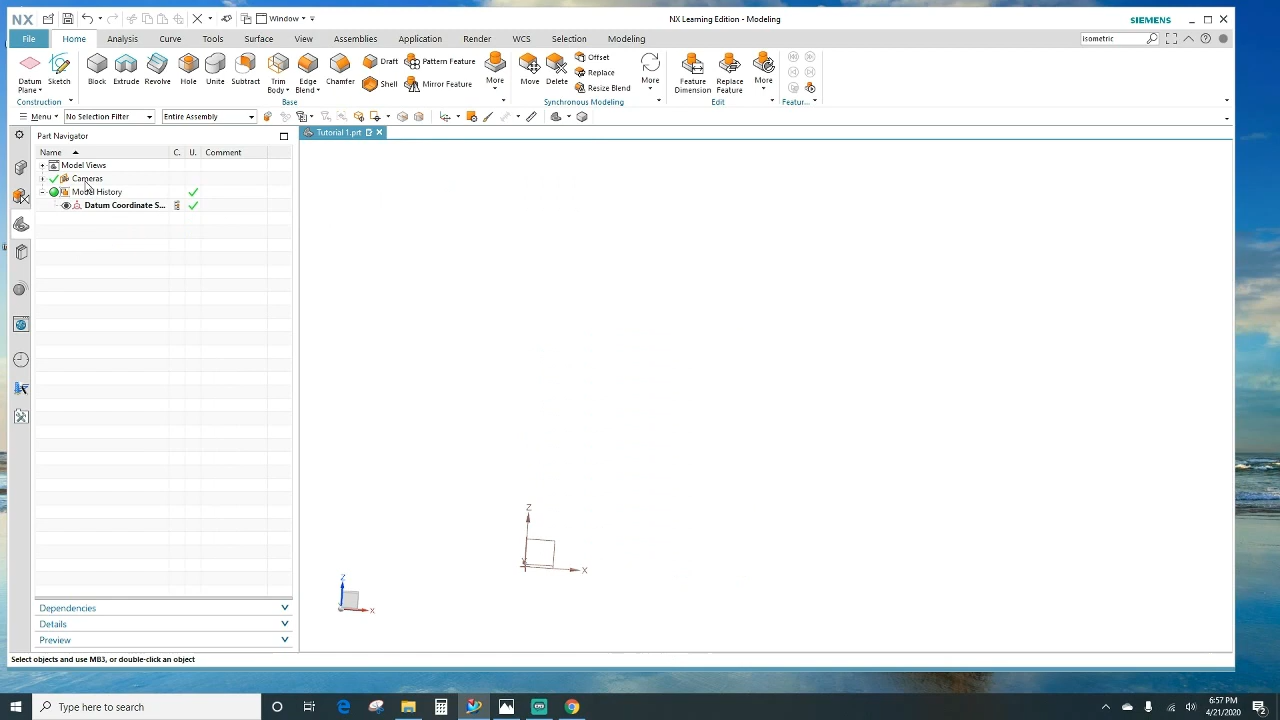 NX Window NX Learning Edition - Modeling SIEMENS
File Home Analysis Curve Tools Surface View Assemblies Application Render WCS Selection Modeling isometric
Datum Plane Sketch Block Extrude Revolve Hole Unite Subtract Trim Body Edge Blend Chamfer Draft Shell Pattern Feature Mirror Feature More Move Delete Offset Replace Resize Blend More Feature Dimension Replace Feature More
Construction Base Synchronous Modeling Edit Featur...
Menu No Selection Filter Entire Assembly
Part Navigator Tutorial 1.prt
Name C. U. Comment
Model Views
Cameras
Model History
Datum Coordinate S...
Z
X
Z
X
Dependencies
Details
Preview
Select objects and use MB3, or double-click an object
Type here to search 6:57 PM
4/21/2020 2